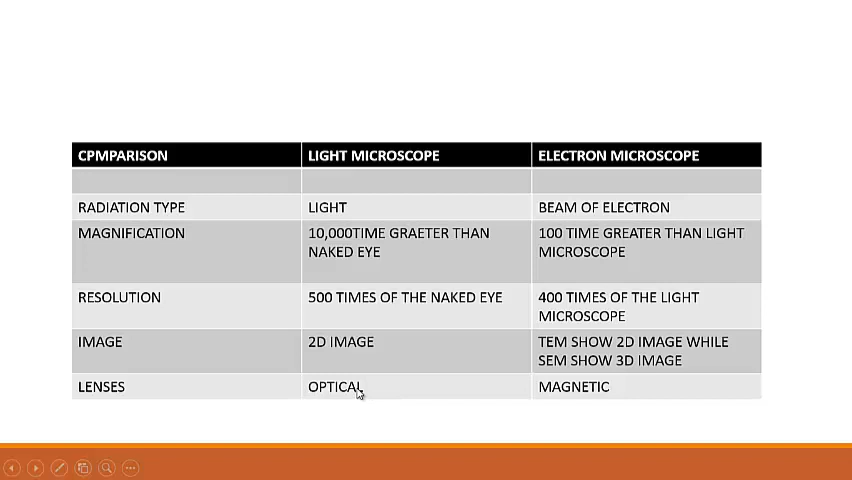 CPMPARISON LIGHT MICROSCOPE ELECTRON MICROSCOPE
RADIATION TYPE LIGHT BEAM OF ELECTRON
MAGNIFICATION 10,000TIME GRAETER THAN 100 TIME GREATER THAN LIGHT
NAKED EYE MICROSCOPE
RESOLUTION 500 TIMES OF THE NAKED EYE 400 TIMES OF THE LIGHT
MICROSCOPE
IMAGE 2D IMAGE TEM SHOW 2D IMAGE WHILE
SEM SHOW 3D IMAGE
LENSES OPTICAL MAGNETIC